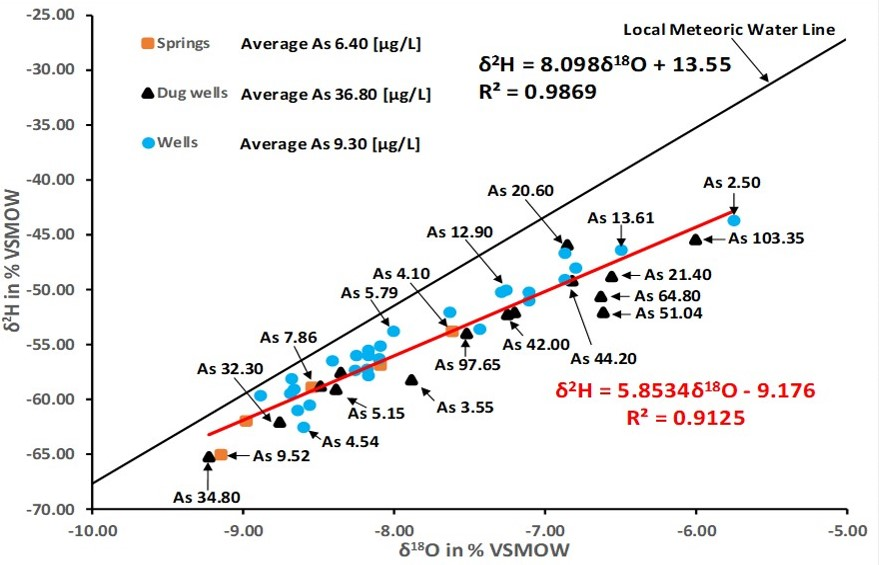 -25.00
-30.00
-35.00
-40.00
-45.00
-50.00
-55.00
-60.00
-65.00
-70.00
δ²H in % VSMOW
Springs Average As 6.40 [µg/L]
Dug wells Average As 36.80 [µg/L]
Wells Average As 9.30 [µg/L]
Local Meteoric Water Line
δ²H = 8.098δ¹⁸O + 13.55
R² = 0.9869
As 20.60
As 2.50
As 13.61
As 12.90
As 103.35
As 4.10
As 21.40
As 5.79
As 64.80
As 51.04
As 7.86
As 42.00
As 44.20
As 32.30
As 97.65
As 5.15
As 3.55
As 4.54
As 9.52
As 34.80
δ²H = 5.8534δ¹⁸O - 9.176
R² = 0.9125
-10.00 -9.00 -8.00 -7.00 -6.00 -5.00
δ¹⁸O in % VSMOW